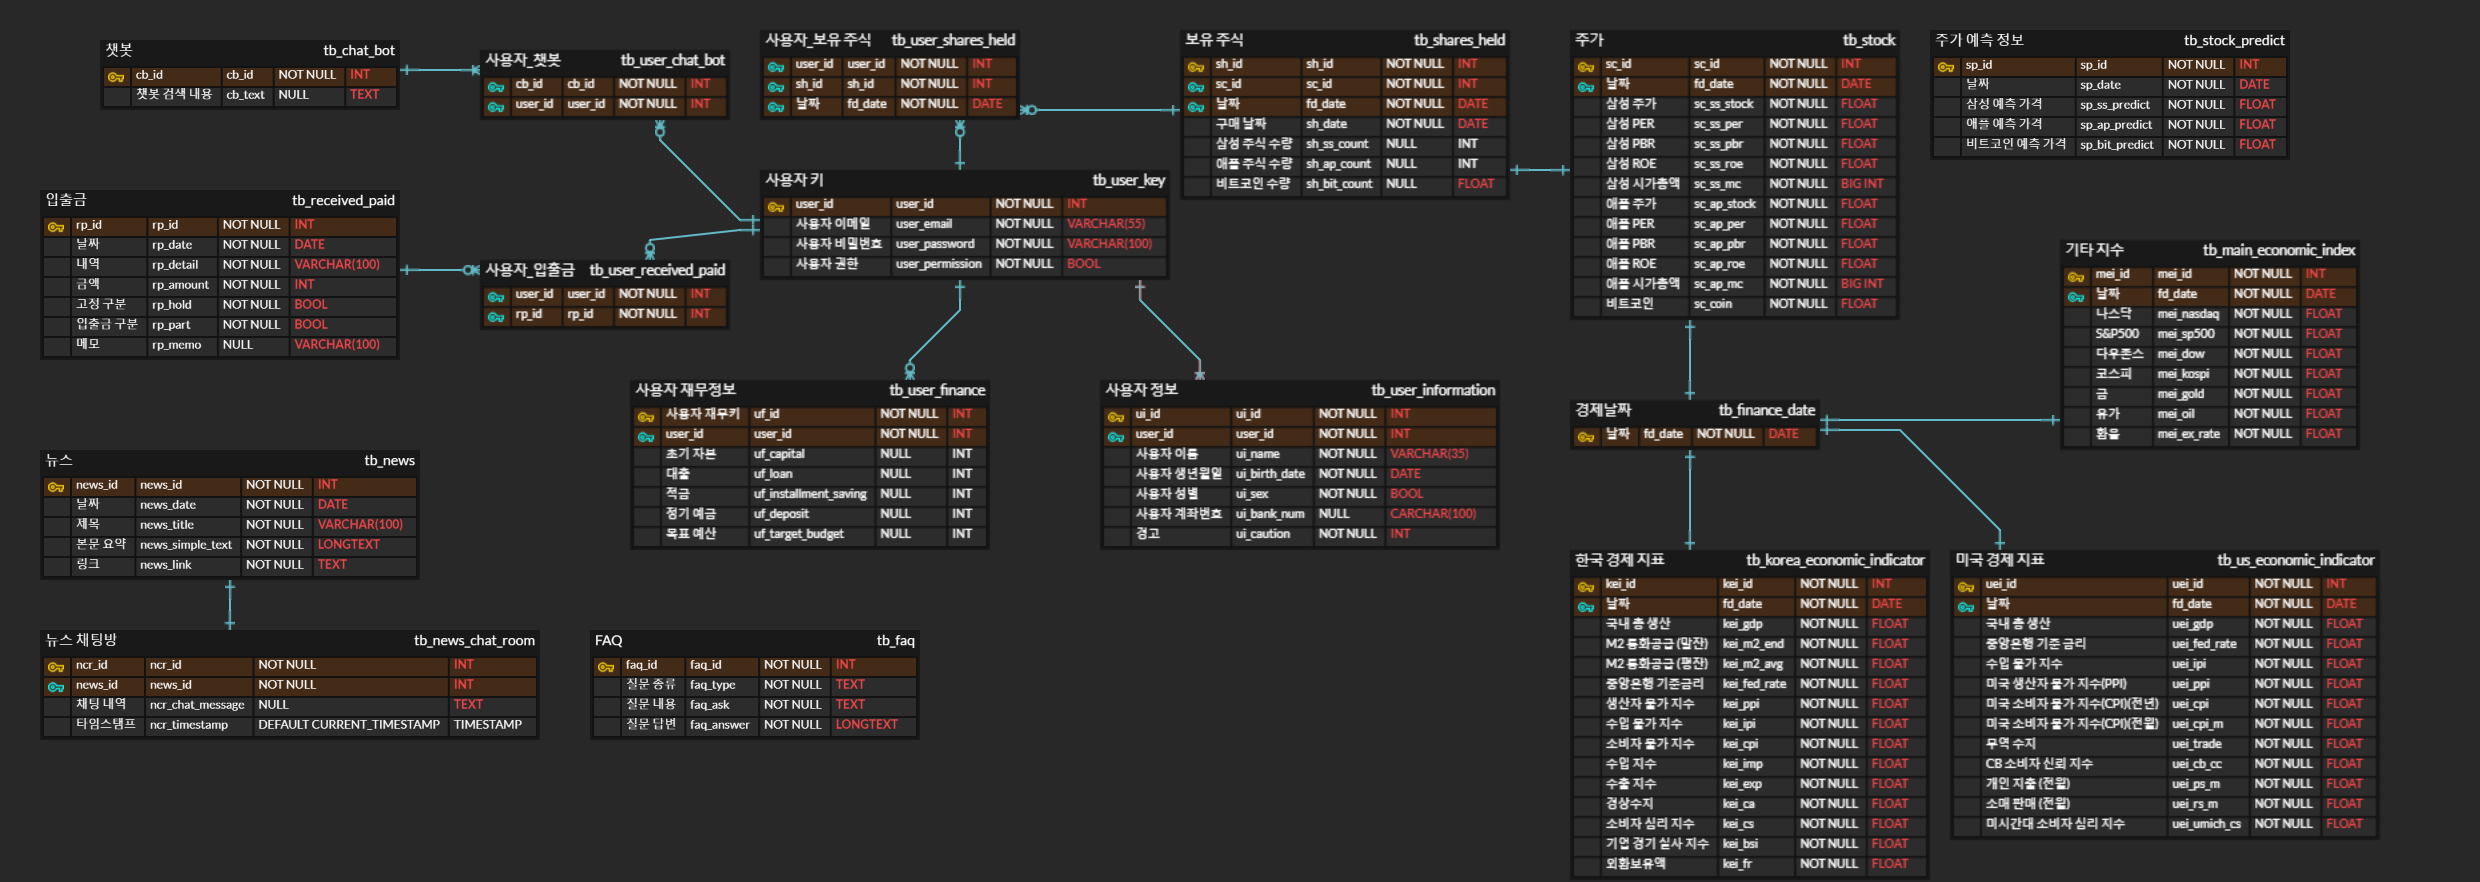 챗봇 tb_chat_bot
cb_id cb_id NOT NULL INT
챗봇 검색 내용 cb_text NULL TEXT
사용자_챗봇 tb_user_chat_bot
cb_id cb_id NOT NULL INT
user_id user_id NOT NULL INT
사용자_보유 주식 tb_user_shares_held
user_id user_id NOT NULL INT
sh_id sh_id NOT NULL INT
날짜 fd_date NOT NULL DATE
보유 주식 tb_shares_held
sh_id sh_id NOT NULL INT
sc_id sc_id NOT NULL INT
날짜 fd_date NOT NULL DATE
구매 날짜 sh_date NOT NULL DATE
삼성 주식 수량 sh_ss_count NULL INT
애플 주식 수량 sh_ap_count NULL INT
비트코인 수량 sh_bit_count NULL FLOAT
주가 tb_stock
sc_id sc_id NOT NULL INT
날짜 fd_date NOT NULL DATE
삼성 주가 sc_ss_stock NOT NULL FLOAT
삼성 PER sc_ss_per NOT NULL FLOAT
삼성 PBR sc_ss_pbr NOT NULL FLOAT
삼성 ROE sc_ss_roe NOT NULL FLOAT
삼성 시가총액 sc_ss_mc NOT NULL BIG INT
애플 주가 sc_ap_stock NOT NULL FLOAT
애플 PER sc_ap_per NOT NULL FLOAT
애플 PBR sc_ap_pbr NOT NULL FLOAT
애플 ROE sc_ap_roe NOT NULL FLOAT
애플 시가총액 sc_ap_mc NOT NULL BIG INT
비트코인 sc_coin NOT NULL FLOAT
주가 예측 정보 tb_stock_predict
sp_id sp_id NOT NULL INT
날짜 sp_date NOT NULL DATE
삼성 예측 가격 sp_ss_predict NOT NULL FLOAT
애플 예측 가격 sp_ap_predict NOT NULL FLOAT
비트코인 예측 가격 sp_bit_predict NOT NULL FLOAT
입출금 tb_received_paid
rp_id rp_id NOT NULL INT
날짜 rp_date NOT NULL DATE
내역 rp_detail NOT NULL VARCHAR(100)
금액 rp_amount NOT NULL INT
고정 구분 rp_hold NOT NULL BOOL
입출금 구분 rp_part NOT NULL BOOL
메모 rp_memo NULL VARCHAR(100)
사용자_입출금 tb_user_received_paid
user_id user_id NOT NULL INT
rp_id rp_id NOT NULL INT
사용자 키 tb_user_key
user_id user_id NOT NULL INT
사용자 이메일 user_email NOT NULL VARCHAR(55)
사용자 비밀번호 user_password NOT NULL VARCHAR(100)
사용자 권한 user_permission NOT NULL BOOL
기타 지수 tb_main_economic_index
mei_id mei_id NOT NULL INT
날짜 fd_date NOT NULL DATE
나스닥 mei_nasdaq NOT NULL FLOAT
S&P500 mei_sp500 NOT NULL FLOAT
다우존스 mei_dow NOT NULL FLOAT
코스피 mei_kospi NOT NULL FLOAT
금 mei_gold NOT NULL FLOAT
유가 mei_oil NOT NULL FLOAT
환율 mei_ex_rate NOT NULL FLOAT
사용자 재무정보 tb_user_finance
사용자 재무키 uf_id NOT NULL INT
user_id user_id NOT NULL INT
초기 자본 uf_capital NULL INT
대출 uf_loan NULL INT
적금 uf_installment_saving NULL INT
정기 예금 uf_deposit NULL INT
목표 예산 uf_target_budget NULL INT
사용자 정보 tb_user_information
ui_id ui_id NOT NULL INT
user_id user_id NOT NULL INT
사용자 이름 ui_name NOT NULL VARCHAR(35)
사용자 생년월일 ui_birth_date NOT NULL DATE
사용자 성별 ui_sex NOT NULL BOOL
사용자 계좌번호 ui_bank_num NULL CARCHAR(100)
경고 ui_caution NOT NULL INT
경제날짜 tb_finance_date
날짜 fd_date NOT NULL DATE
뉴스 tb_news
news_id news_id NOT NULL INT
날짜 news_date NOT NULL DATE
제목 news_title NOT NULL VARCHAR(100)
본문 요약 news_simple_text NOT NULL LONGTEXT
링크 news_link NOT NULL TEXT
뉴스 채팅방 tb_news_chat_room
ncr_id ncr_id NOT NULL INT
news_id news_id NOT NULL INT
채팅 내역 ncr_chat_message NULL TEXT
타임스탬프 ncr_timestamp DEFAULT CURRENT_TIMESTAMP TIMESTAMP
FAQ tb_faq
faq_id faq_id NOT NULL INT
질문 종류 faq_type NOT NULL TEXT
질문 내용 faq_ask NOT NULL TEXT
질문 답변 faq_answer NOT NULL LONGTEXT
한국 경제 지표 tb_korea_economic_indicator
kei_id kei_id NOT NULL INT
날짜 fd_date NOT NULL DATE
국내 총 생산 kei_gdp NOT NULL FLOAT
M2 통화공급 (말잔) kei_m2_end NOT NULL FLOAT
M2 통화공급 (평잔) kei_m2_avg NOT NULL FLOAT
중앙은행 기준금리 kei_fed_rate NOT NULL FLOAT
생산자 물가 지수 kei_ppi NOT NULL FLOAT
수입 물가 지수 kei_ipi NOT NULL FLOAT
소비자 물가 지수 kei_cpi NOT NULL FLOAT
수입 지수 kei_imp NOT NULL FLOAT
수출 지수 kei_exp NOT NULL FLOAT
경상수지 kei_ca NOT NULL FLOAT
소비자 심리 지수 kei_cs NOT NULL FLOAT
기업 경기 실사 지수 kei_bsi NOT NULL FLOAT
외환보유액 kei_fr NOT NULL FLOAT
미국 경제 지표 tb_us_economic_indicator
uei_id uei_id NOT NULL INT
날짜 fd_date NOT NULL DATE
국내 총 생산 uei_gdp NOT NULL FLOAT
중앙은행 기준 금리 uei_fed_rate NOT NULL FLOAT
수입 물가 지수 uei_ipi NOT NULL FLOAT
미국 생산자 물가 지수(PPI) uei_ppi NOT NULL FLOAT
미국 소비자 물가 지수(CPI)(전년) uei_cpi NOT NULL FLOAT
미국 소비자 물가 지수(CPI)(전월) uei_cpi_m NOT NULL FLOAT
무역 수지 uei_trade NOT NULL FLOAT
CB 소비자 신뢰 지수 uei_cb_cc NOT NULL FLOAT
개인 지출 (전월) uei_ps_m NOT NULL FLOAT
소매 판매 (전월) uei_rs_m NOT NULL FLOAT
미시간대 소비자 심리 지수 uei_umich_cs NOT NULL FLOAT